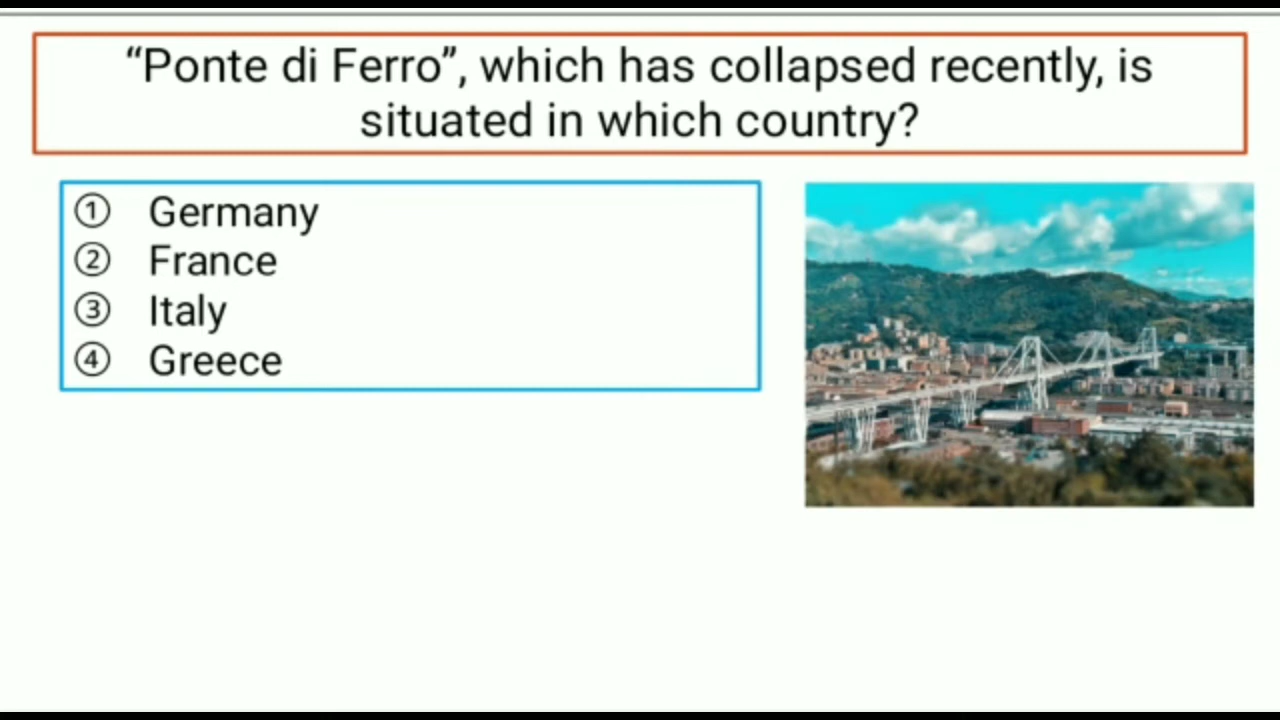 “Ponte di Ferro”, which has collapsed recently, is
situated in which country?
① Germany
② France
③ Italy
④ Greece